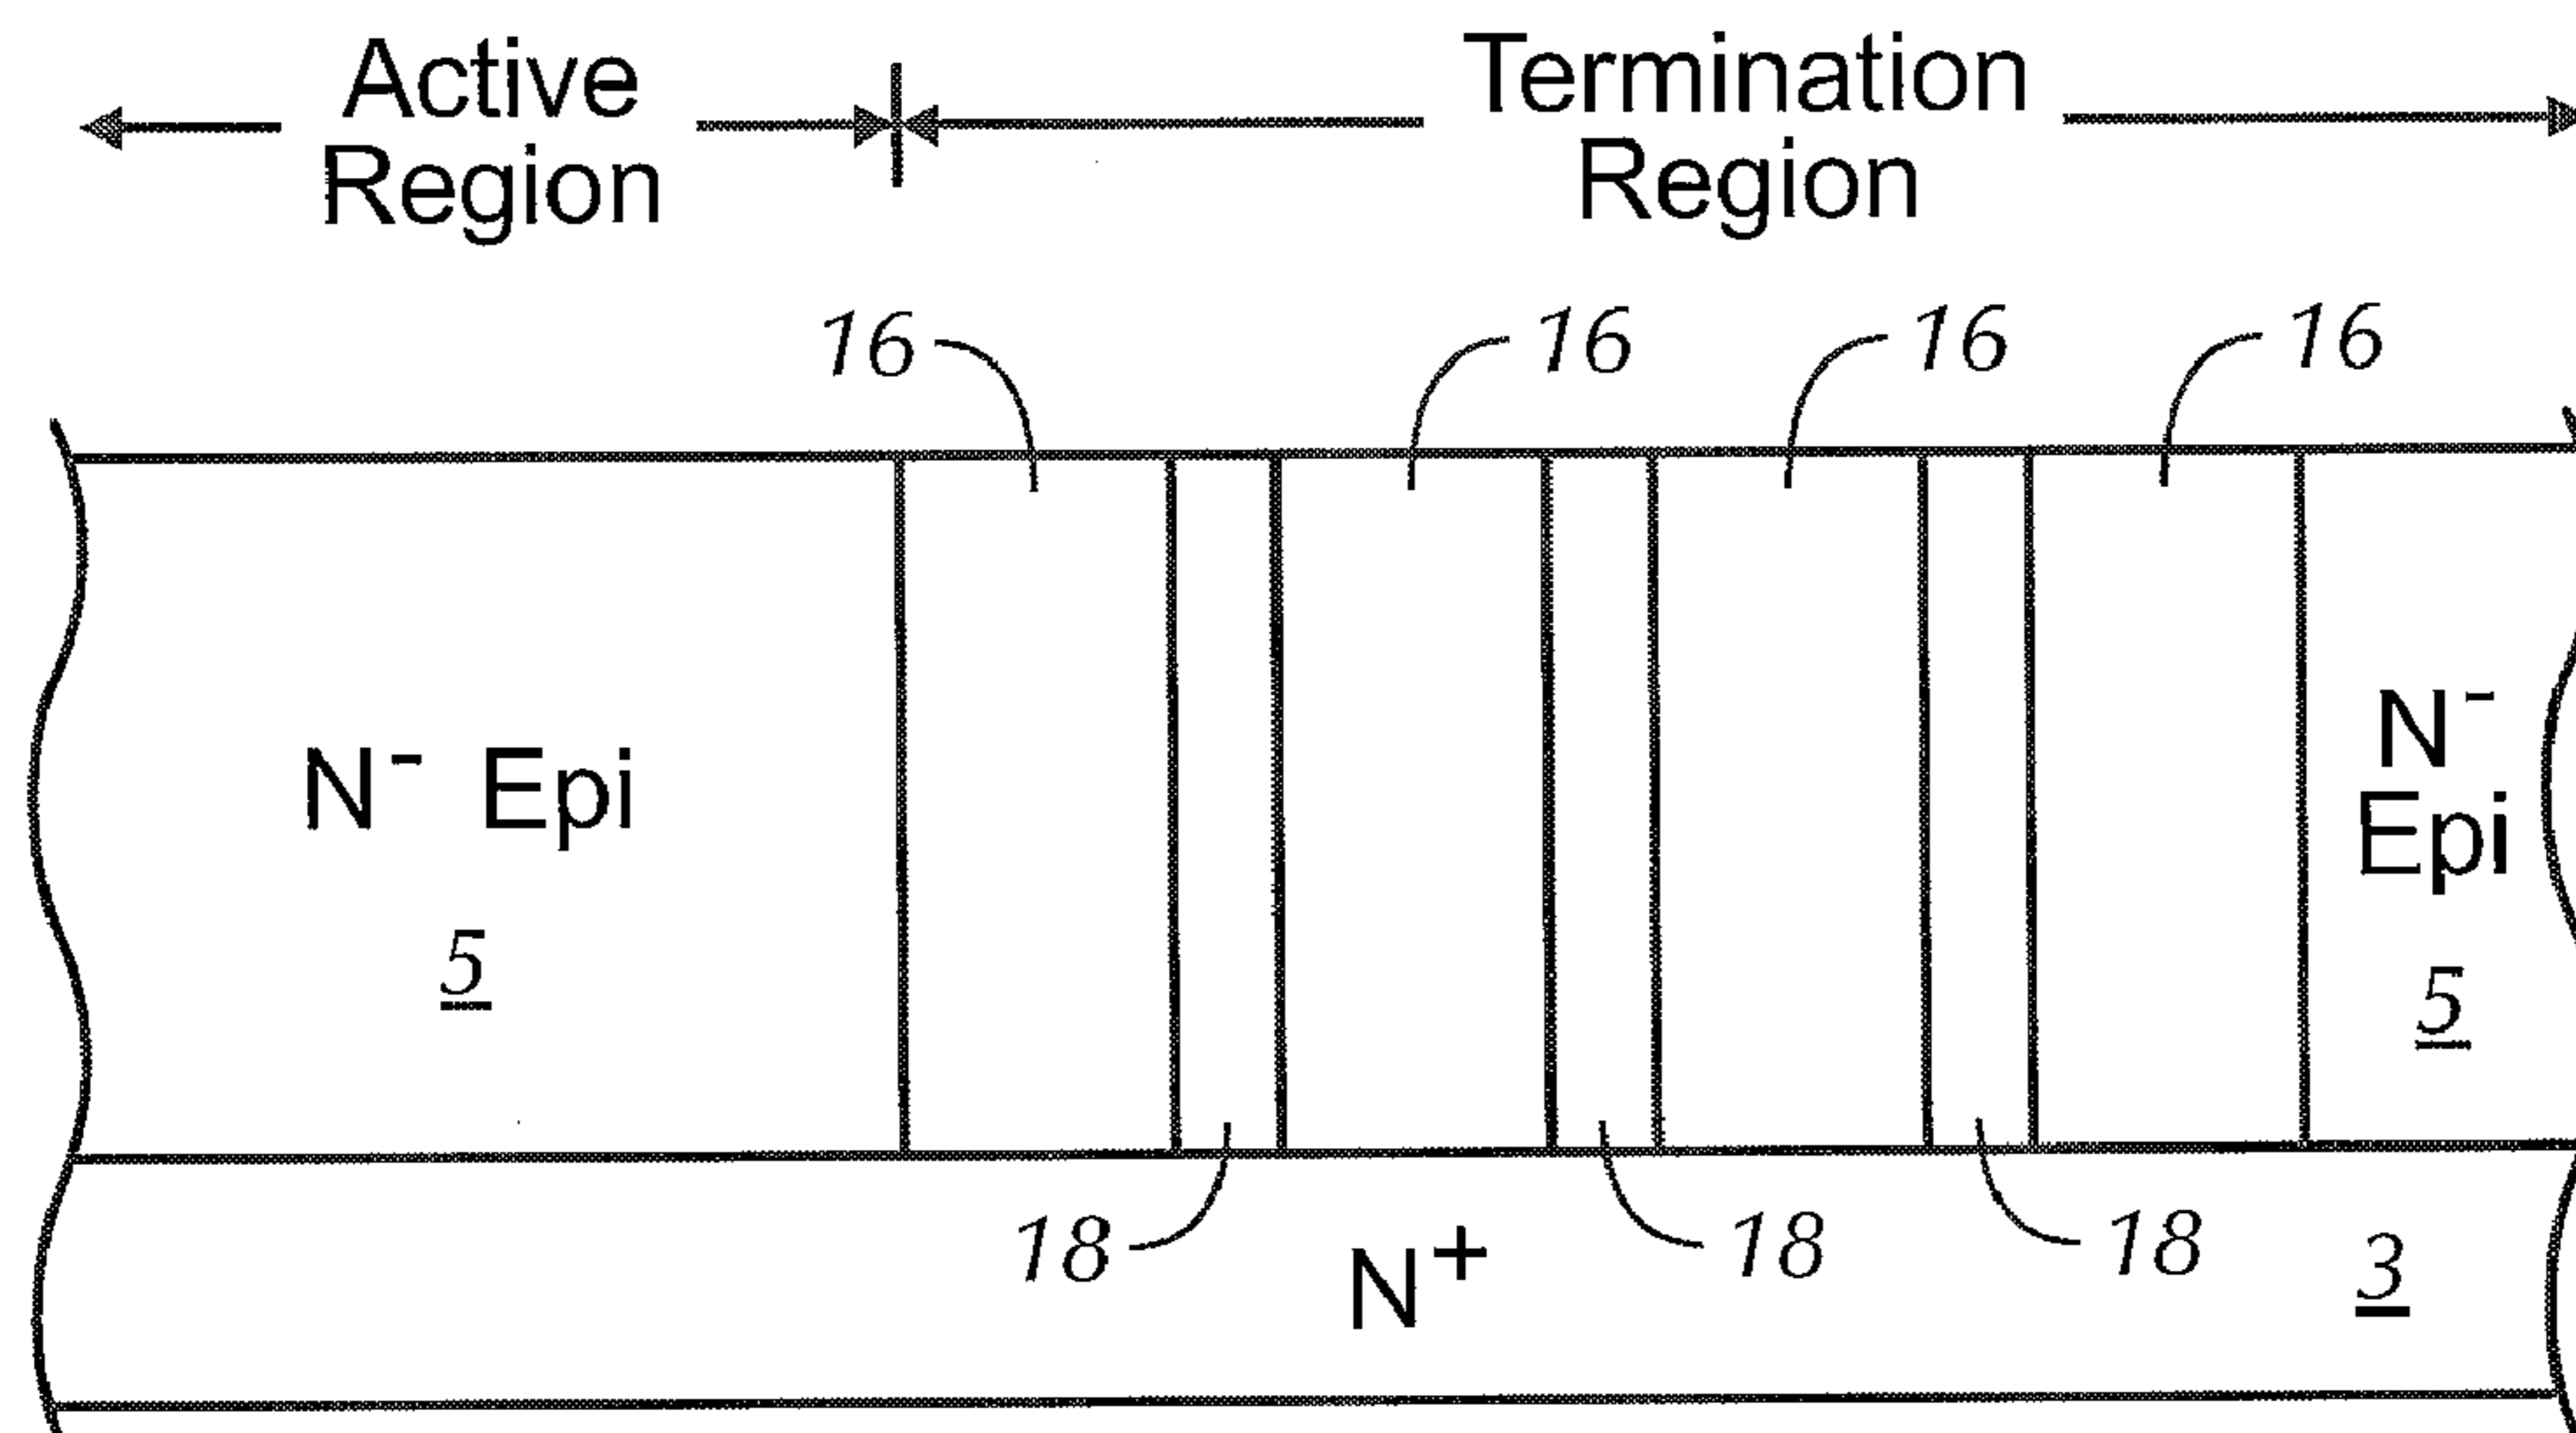 Active
Region
Termination
Region
16
16
16
16
N⁻ Epi
5
N⁻
Epi
5
18
N⁺
18
18
3